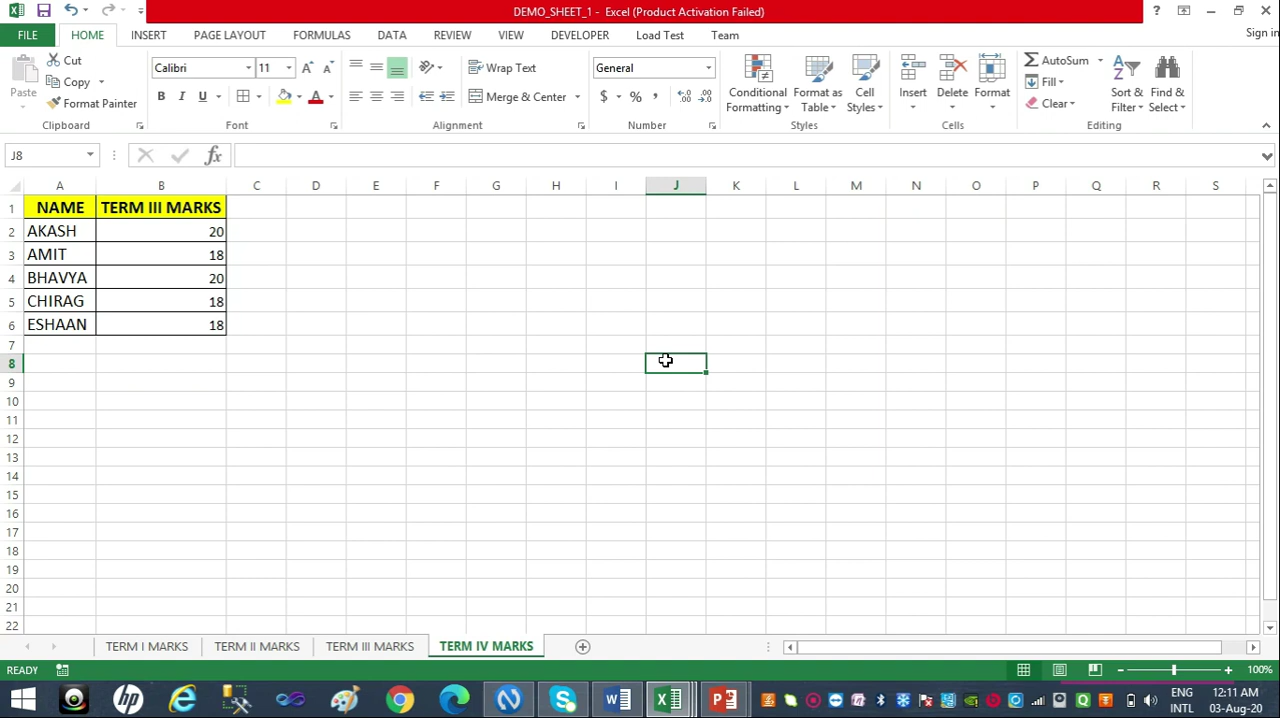 DEMO_SHEET_1 - Excel (Product Activation Failed)
FILE HOME INSERT PAGE LAYOUT FORMULAS DATA REVIEW VIEW DEVELOPER Load Test Team Sign in
Paste
Cut
Copy
Format Painter
Clipboard
Calibri 11
B I U
Font
Wrap Text
Merge & Center
Alignment
General
$ % ,
Number
Conditional Formatting
Format as Table
Cell Styles
Styles
Insert Delete Format
Cells
AutoSum
Fill
Clear
Sort & Filter
Find & Select
Editing
J8
fx
A B C D E F G H I J K L M N O P Q R S
1 NAME TERM III MARKS
2 AKASH 20
3 AMIT 18
4 BHAVYA 20
5 CHIRAG 18
6 ESHAAN 18
7
8
9
10
11
12
13
14
15
16
17
18
19
20
21
22
TERM I MARKS TERM II MARKS TERM III MARKS TERM IV MARKS
READY 100%
ENG 12:11 AM
INTL 03-Aug-20